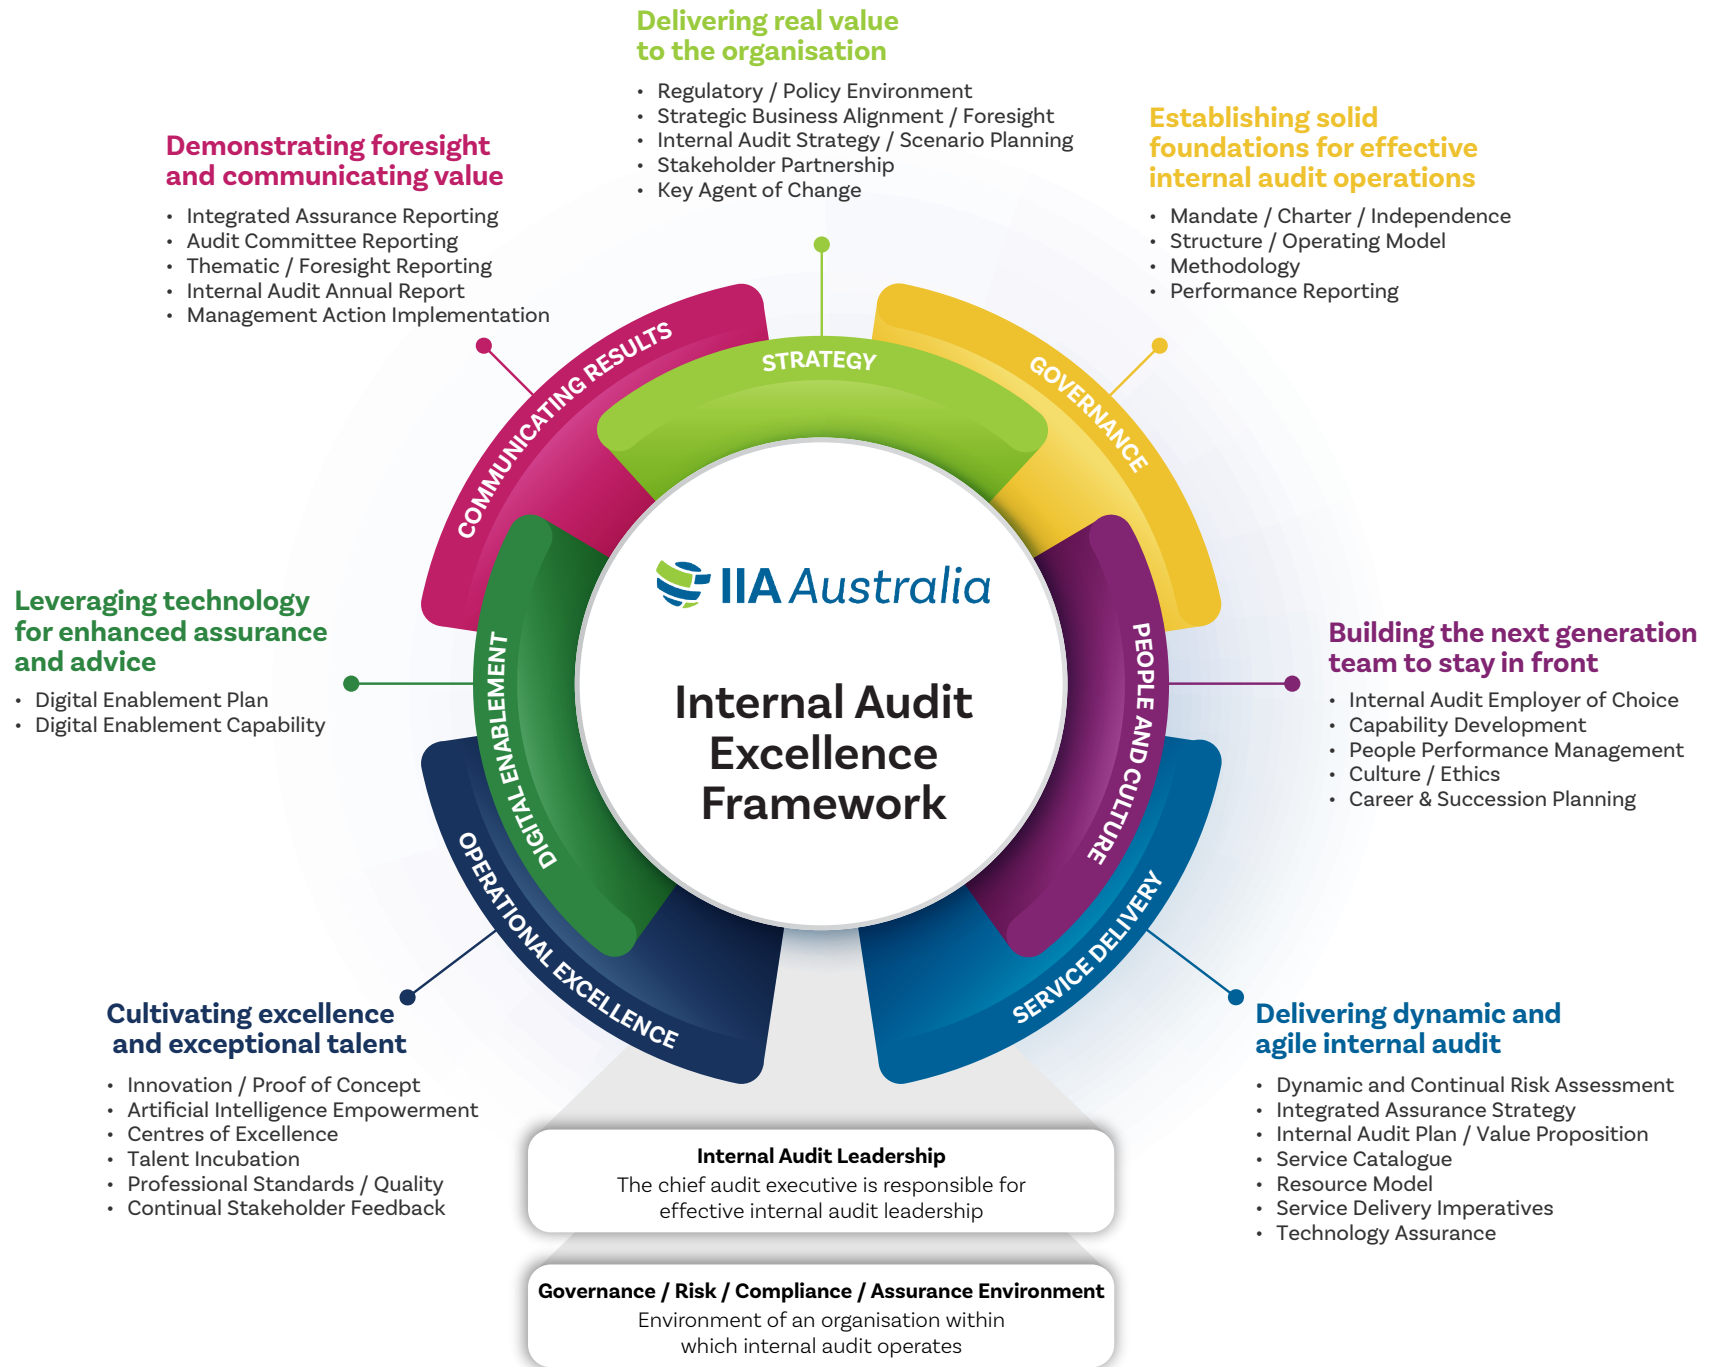 Delivering real value
to the organisation
• Regulatory / Policy Environment
• Strategic Business Alignment / Foresight
• Internal Audit Strategy / Scenario Planning
• Stakeholder Partnership
• Key Agent of Change
Establishing solid
foundations for effective
internal audit operations
• Mandate / Charter / Independence
• Structure / Operating Model
• Methodology
• Performance Reporting
Demonstrating foresight
and communicating value
• Integrated Assurance Reporting
• Audit Committee Reporting
• Thematic / Foresight Reporting
• Internal Audit Annual Report
• Management Action Implementation
COMMUNICATING RESULTS
STRATEGY
GOVERNANCE
IIA Australia
Internal Audit
Excellence
Framework
DIGITAL ENABLEMENT
PEOPLE AND CULTURE
OPERATIONAL EXCELLENCE
SERVICE DELIVERY
Leveraging technology
for enhanced assurance
and advice
• Digital Enablement Plan
• Digital Enablement Capability
Building the next generation
team to stay in front
• Internal Audit Employer of Choice
• Capability Development
• People Performance Management
• Culture / Ethics
• Career & Succession Planning
Cultivating excellence
and exceptional talent
• Innovation / Proof of Concept
• Artificial Intelligence Empowerment
• Centres of Excellence
• Talent Incubation
• Professional Standards / Quality
• Continual Stakeholder Feedback
Delivering dynamic and
agile internal audit
• Dynamic and Continual Risk Assessment
• Integrated Assurance Strategy
• Internal Audit Plan / Value Proposition
• Service Catalogue
• Resource Model
• Service Delivery Imperatives
• Technology Assurance
Internal Audit Leadership
The chief audit executive is responsible for
effective internal audit leadership
Governance / Risk / Compliance / Assurance Environment
Environment of an organisation within
which internal audit operates